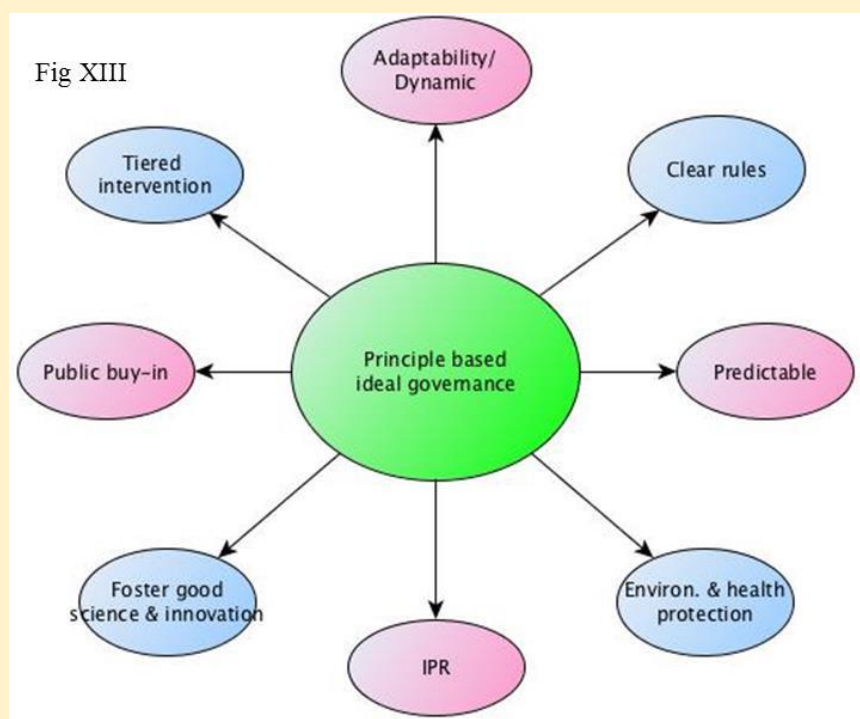 Fig XIII
Adaptability/
Dynamic
Tiered
intervention
Clear rules
Public buy-in
Principle based
ideal governance
Predictable
Foster good
science & innovation
Environ. & health
protection
IPR